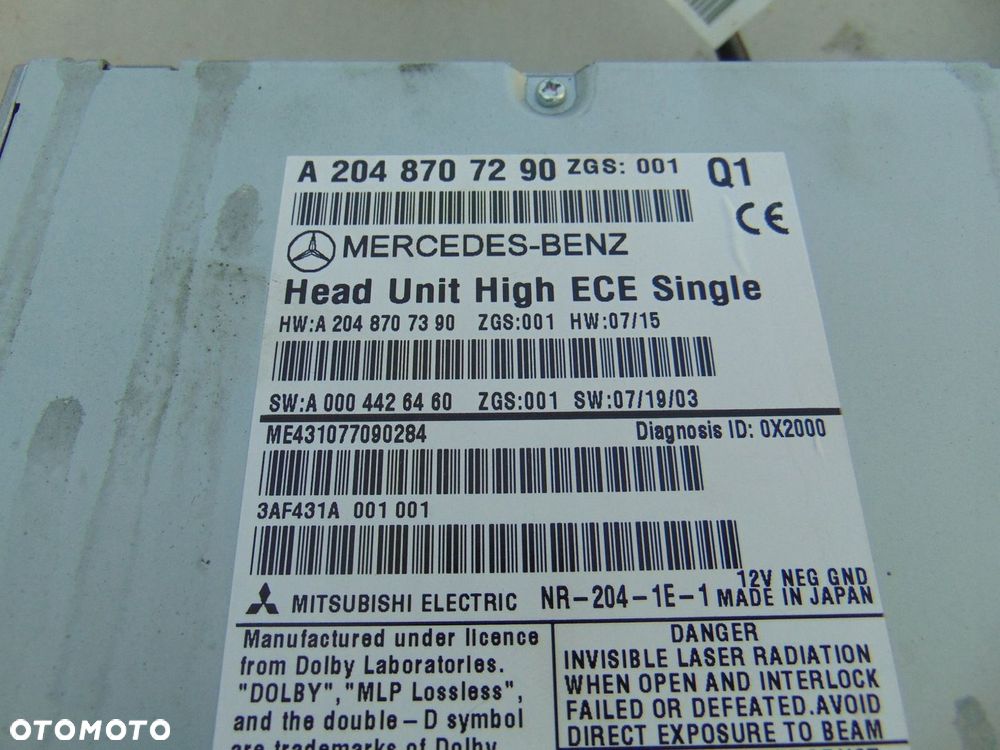 A 204 870 72 90 ZGS: 001 Q1
CE
MERCEDES-BENZ
Head Unit High ECE Single
HW:A 204 870 73 90 ZGS:001 HW:07/15
SW:A 000 442 64 60 ZGS:001 SW:07/19/03
ME431077090284 Diagnosis ID: 0X2000
3AF431A 001 001
12V NEG GND
MITSUBISHI ELECTRIC NR-204-1E-1 MADE IN JAPAN
Manufactured under licence
from Dolby Laboratories.
"DOLBY", "MLP Lossless",
and the double-D symbol
are trademarks of Dolby
DANGER
INVISIBLE LASER RADIATION
WHEN OPEN AND INTERLOCK
FAILED OR DEFEATED.AVOID
DIRECT EXPOSURE TO BEAM
OTOMOTO